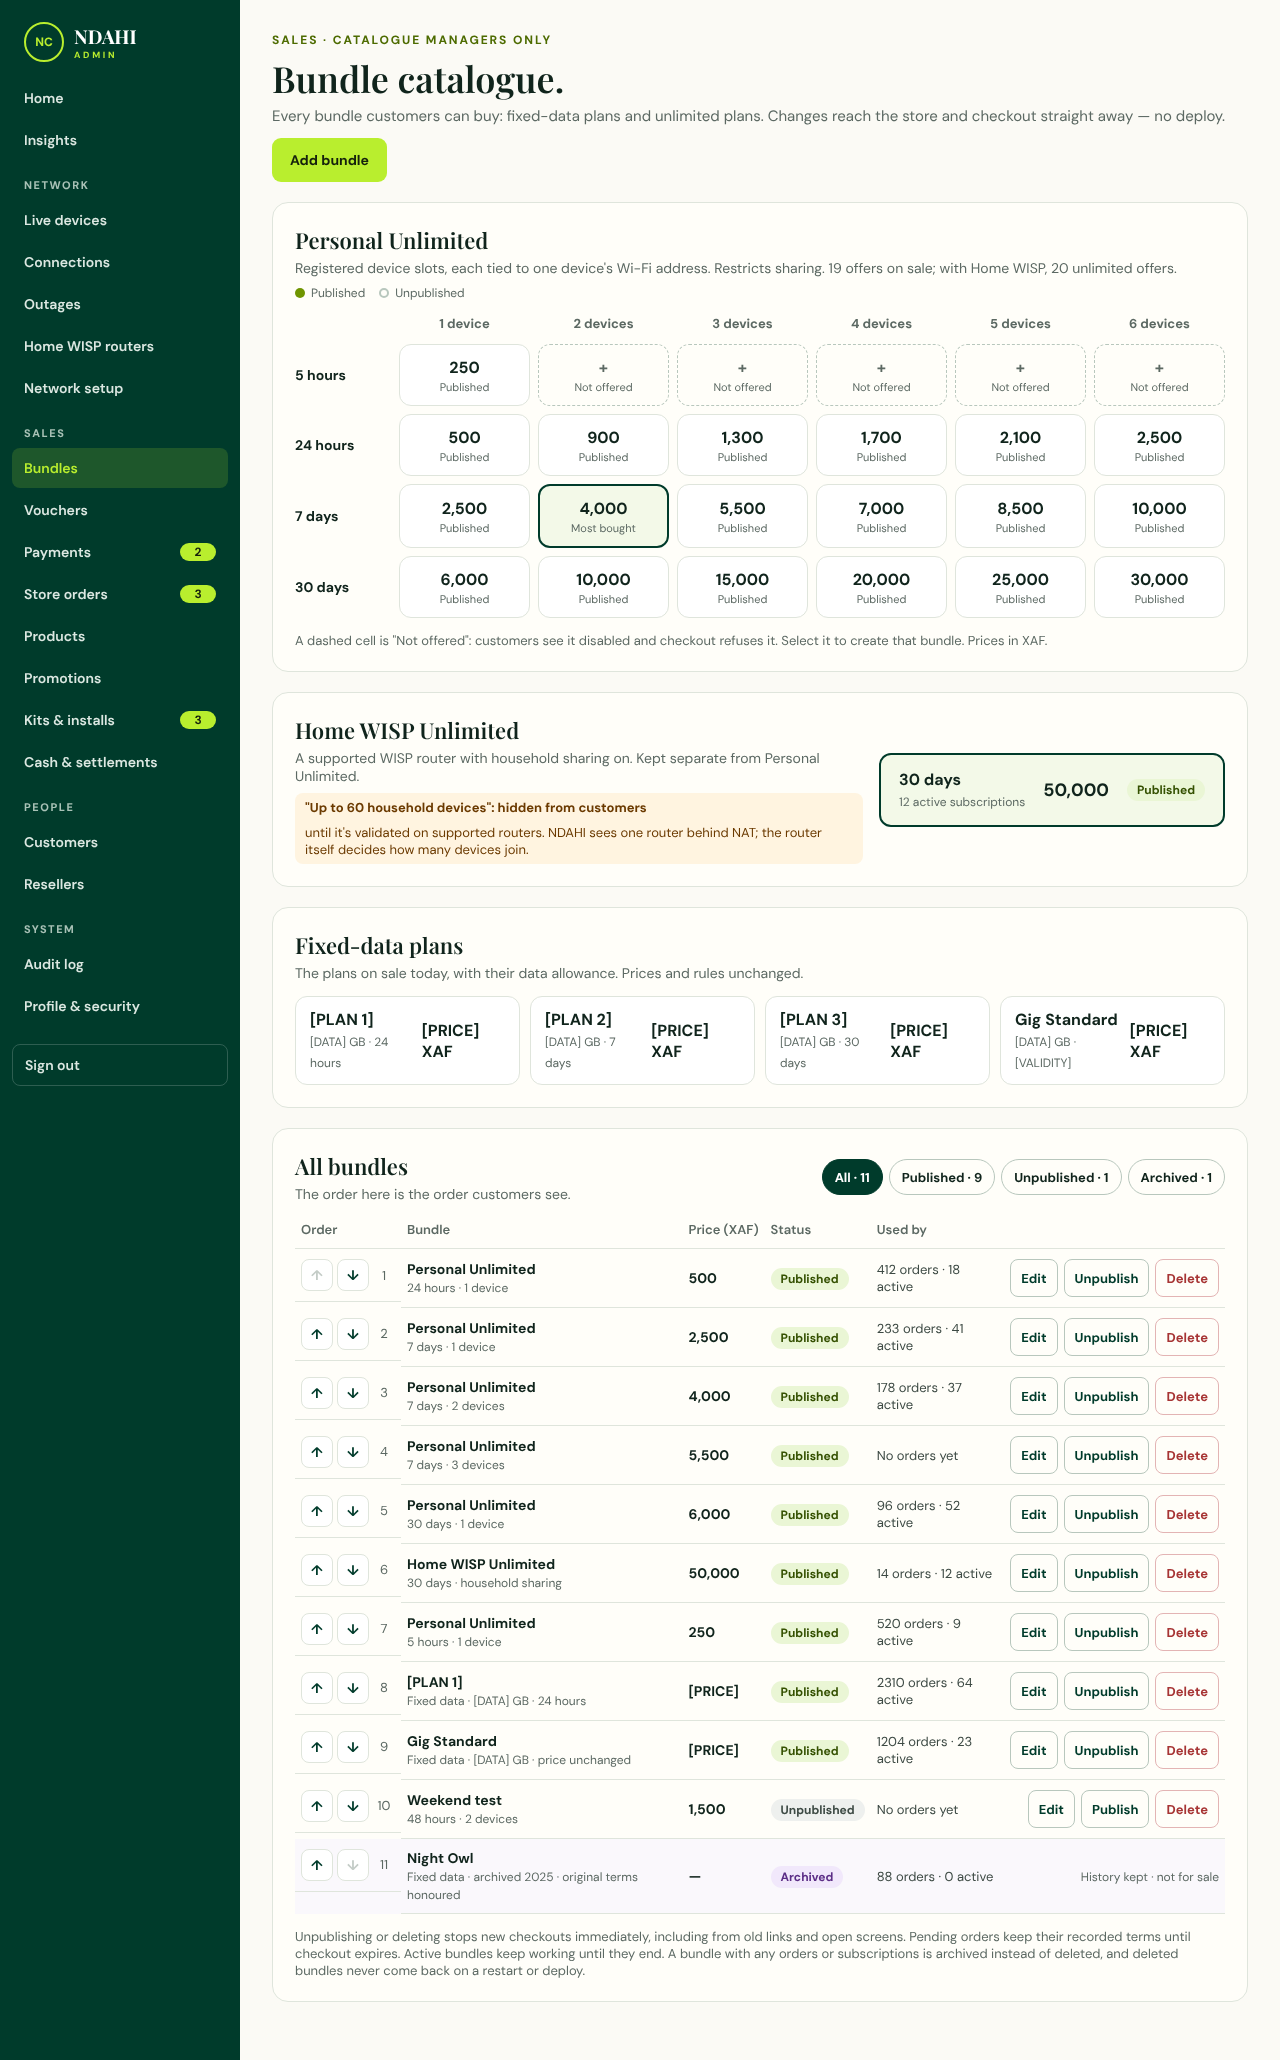 NC
NDAHI
ADMIN
Home
Insights
NETWORK
Live devices
Connections
Outages
Home WISP routers
Network setup
SALES
Bundles
Vouchers
Payments 2
Store orders 3
Products
Promotions
Kits & installs 3
Cash & settlements
PEOPLE
Customers
Resellers
SYSTEM
Audit log
Profile & security
Sign out
SALES · CATALOGUE MANAGERS ONLY
Bundle catalogue.
Every bundle customers can buy: fixed-data plans and unlimited plans. Changes reach the store and checkout straight away — no deploy.
Add bundle
Personal Unlimited
Registered device slots, each tied to one device's Wi-Fi address. Restricts sharing. 19 offers on sale; with Home WISP, 20 unlimited offers.
Published Unpublished
1 device 2 devices 3 devices 4 devices 5 devices 6 devices
5 hours 250 + + + + +
Published Not offered Not offered Not offered Not offered Not offered
24 hours 500 900 1,300 1,700 2,100 2,500
Published Published Published Published Published Published
7 days 2,500 4,000 5,500 7,000 8,500 10,000
Published Most bought Published Published Published Published
30 days 6,000 10,000 15,000 20,000 25,000 30,000
Published Published Published Published Published Published
A dashed cell is "Not offered": customers see it disabled and checkout refuses it. Select it to create that bundle. Prices in XAF.
Home WISP Unlimited
A supported WISP router with household sharing on. Kept separate from Personal
Unlimited.
"Up to 60 household devices": hidden from customers
until it's validated on supported routers. NDAHI sees one router behind NAT; the router
itself decides how many devices join.
30 days
12 active subscriptions
50,000
Published
Fixed-data plans
The plans on sale today, with their data allowance. Prices and rules unchanged.
[PLAN 1]
[DATA] GB · 24
hours
[PRICE]
XAF
[PLAN 2]
[DATA] GB · 7
days
[PRICE]
XAF
[PLAN 3]
[DATA] GB · 30
days
[PRICE]
XAF
Gig Standard
[DATA] GB ·
[VALIDITY]
[PRICE]
XAF
All bundles
The order here is the order customers see.
All · 11 Published · 9 Unpublished · 1 Archived · 1
Order Bundle Price (XAF) Status Used by
↑ ↓ 1 Personal Unlimited
24 hours · 1 device
500 Published 412 orders · 18
active
Edit Unpublish Delete
↑ ↓ 2 Personal Unlimited
7 days · 1 device
2,500 Published 233 orders · 41
active
Edit Unpublish Delete
↑ ↓ 3 Personal Unlimited
7 days · 2 devices
4,000 Published 178 orders · 37
active
Edit Unpublish Delete
↑ ↓ 4 Personal Unlimited
7 days · 3 devices
5,500 Published No orders yet
Edit Unpublish Delete
↑ ↓ 5 Personal Unlimited
30 days · 1 device
6,000 Published 96 orders · 52
active
Edit Unpublish Delete
↑ ↓ 6 Home WISP Unlimited
30 days · household sharing
50,000 Published 14 orders · 12 active
Edit Unpublish Delete
↑ ↓ 7 Personal Unlimited
5 hours · 1 device
250 Published 520 orders · 9
active
Edit Unpublish Delete
↑ ↓ 8 [PLAN 1]
Fixed data · [DATA] GB · 24 hours
[PRICE] Published 2310 orders · 64
active
Edit Unpublish Delete
↑ ↓ 9 Gig Standard
Fixed data · [DATA] GB · price unchanged
[PRICE] Published 1204 orders · 23
active
Edit Unpublish Delete
↑ ↓ 10 Weekend test
48 hours · 2 devices
1,500 Unpublished No orders yet
Edit Publish Delete
↑ ↓ 11 Night Owl
Fixed data · archived 2025 · original terms
honoured
— Archived 88 orders · 0 active
History kept · not for sale
Unpublishing or deleting stops new checkouts immediately, including from old links and open screens. Pending orders keep their recorded terms until
checkout expires. Active bundles keep working until they end. A bundle with any orders or subscriptions is archived instead of deleted, and deleted
bundles never come back on a restart or deploy.